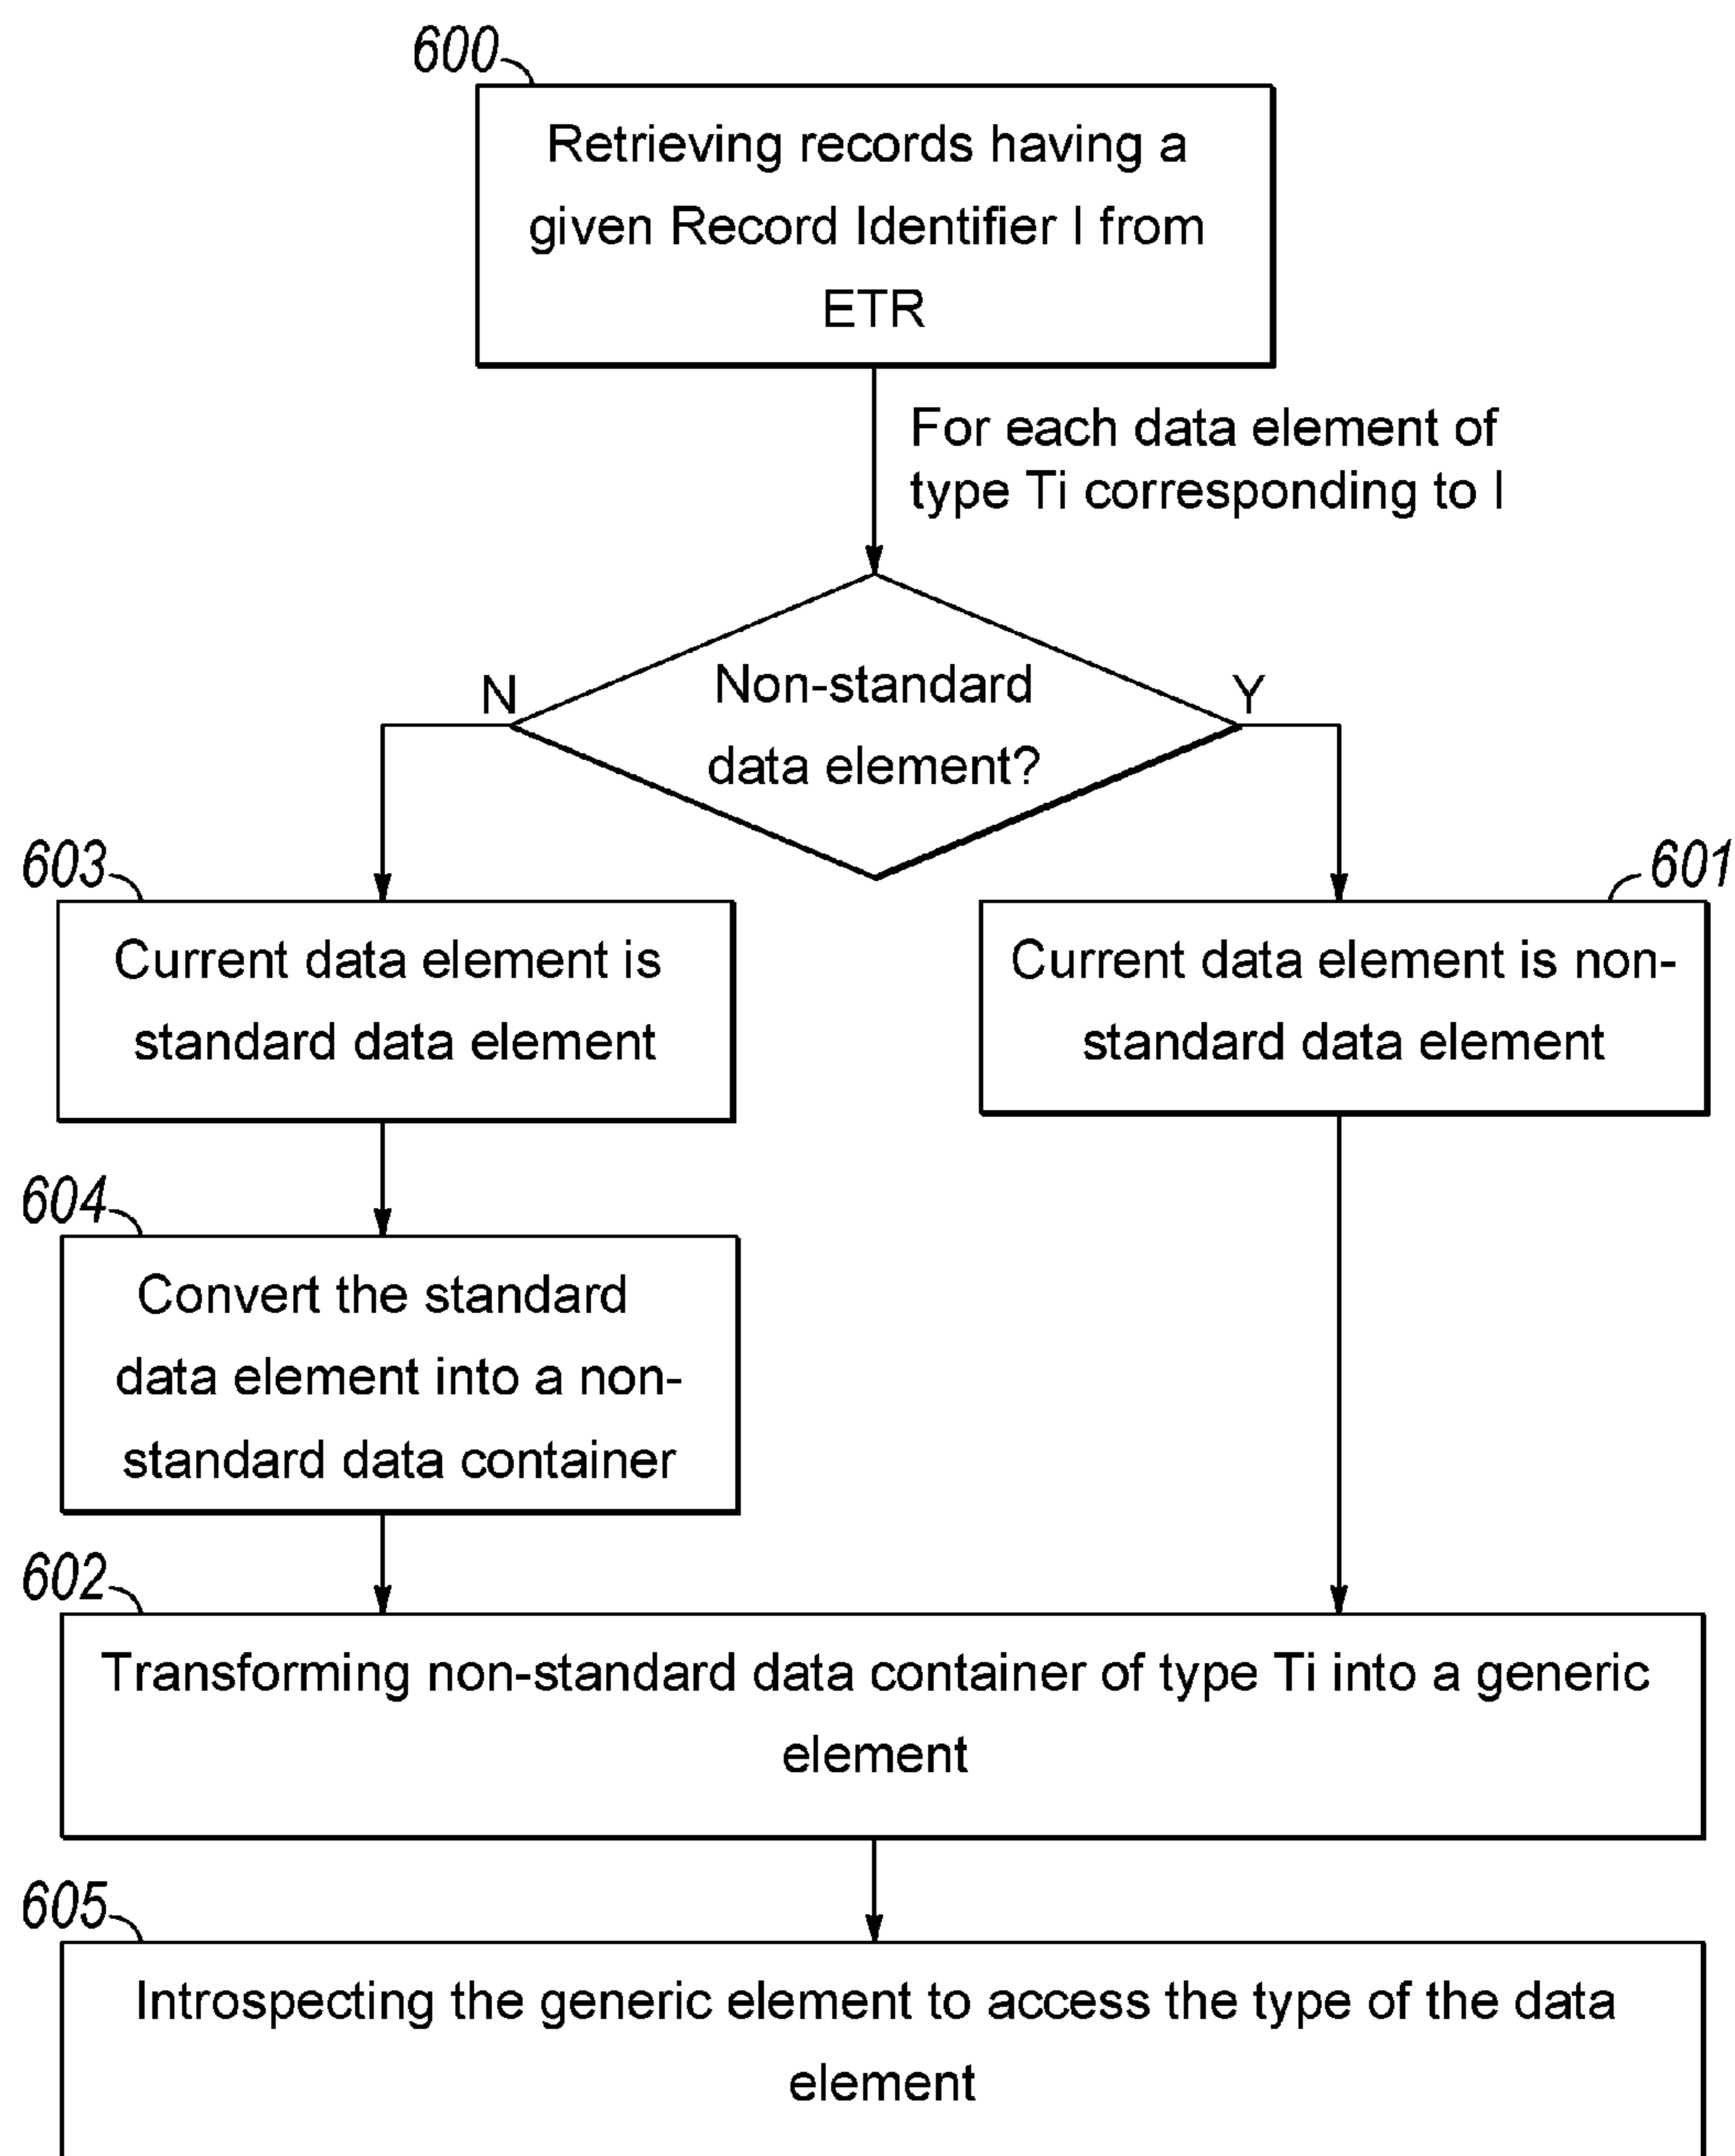 600
Retrieving records having a
given Record Identifier I from
ETR
For each data element of
type Ti corresponding to I
Non-standard
data element?
N
Y
603
Current data element is
standard data element
601
Current data element is non-
standard data element
604
Convert the standard
data element into a non-
standard data container
602
Transforming non-standard data container of type Ti into a generic
element
605
Introspecting the generic element to access the type of the data
element